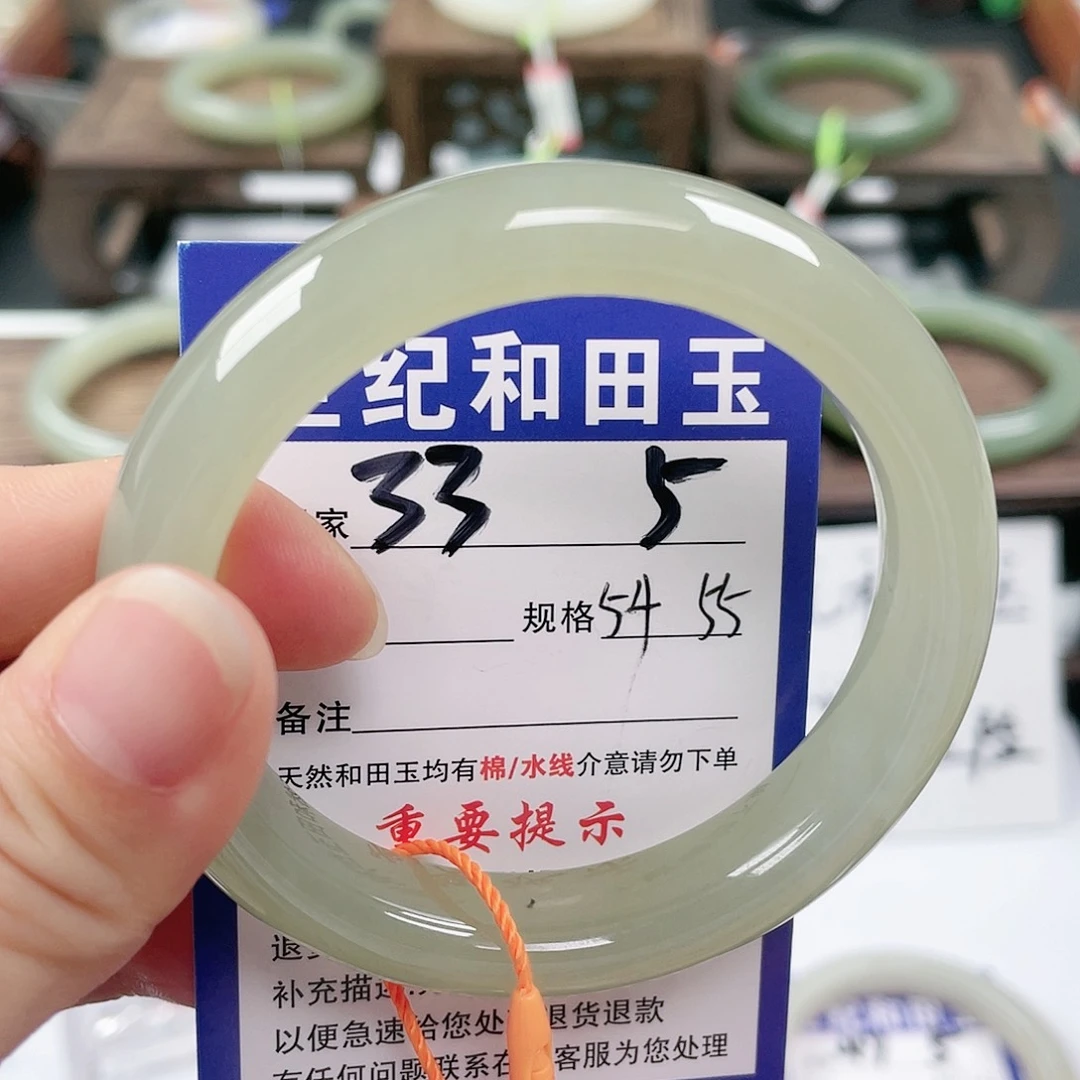 纪和田玉
家 33 5
规格 54 55
备注
天然和田玉均有棉/水线介意请勿下单
重要提示
退
补充描述
以便急速给您处 退货退款
有任何问题联系在 客服为您处理